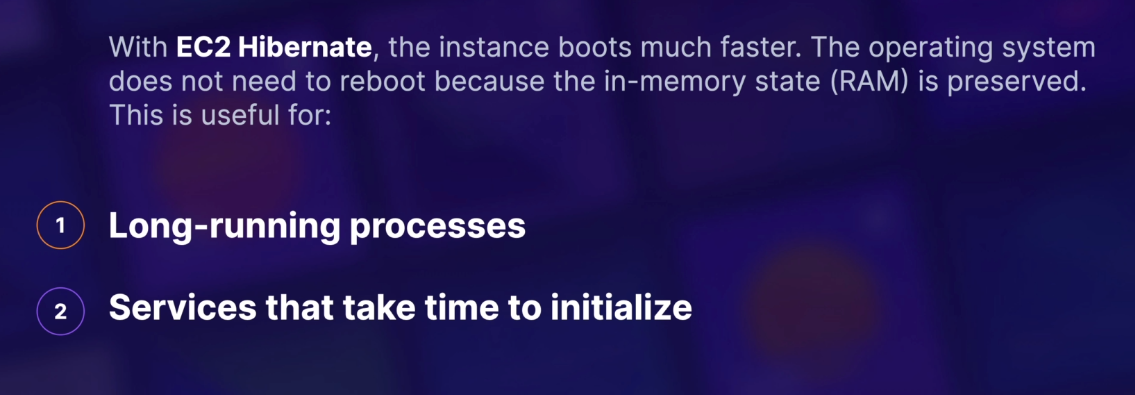 With EC2 Hibernate, the instance boots much faster. The operating system
does not need to reboot because the in-memory state (RAM) is preserved.
This is useful for:
1 Long-running processes
2 Services that take time to initialize